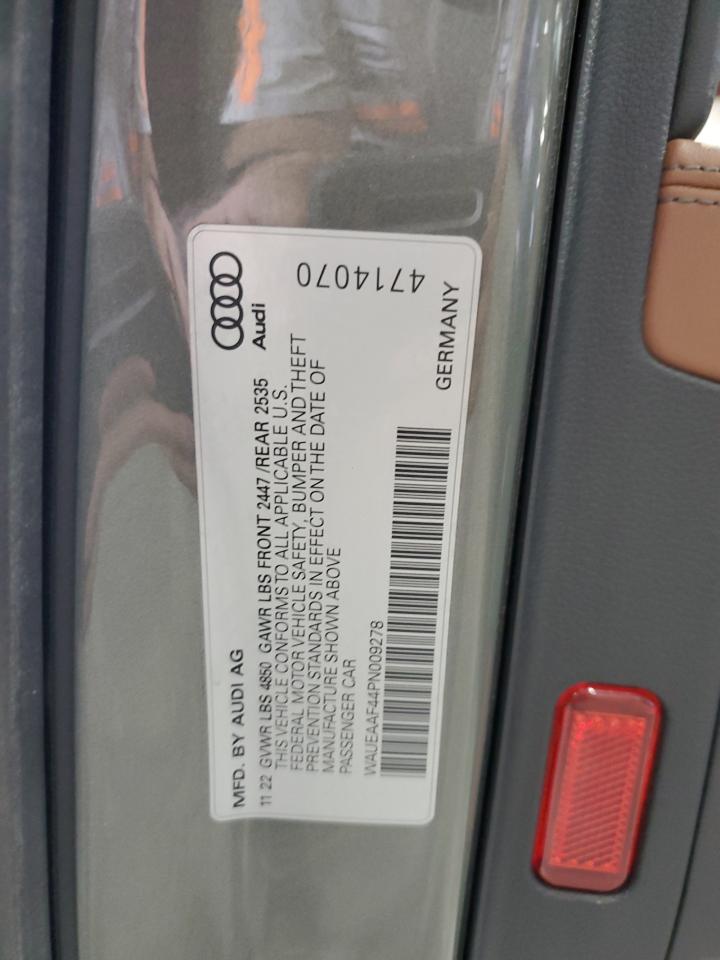 MFD. BY AUDI AG
Audi
11 22 GVWR LBS 4850 GAWR LBS FRONT 2447 /REAR 2535
THIS VEHICLE CONFORMS TO ALL APPLICABLE U.S.
FEDERAL MOTOR VEHICLE SAFETY, BUMPER AND THEFT
PREVENTION STANDARDS IN EFFECT ON THE DATE OF
MANUFACTURE SHOWN ABOVE
PASSENGER CAR
WAUEAAF44PN009278
GERMANY
4714070